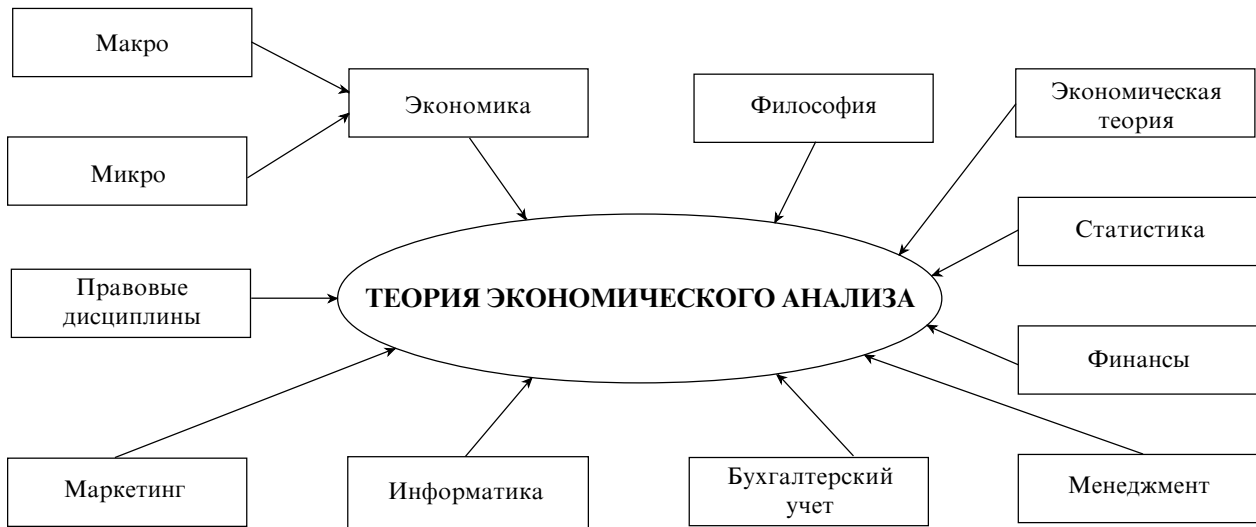 Макро
Экономика
Философия
Экономическая
теория
Микро
Статистика
Правовые
дисциплины
ТЕОРИЯ ЭКОНОМИЧЕСКОГО АНАЛИЗА
Финансы
Маркетинг
Информатика
Бухгалтерский
учет
Менеджмент